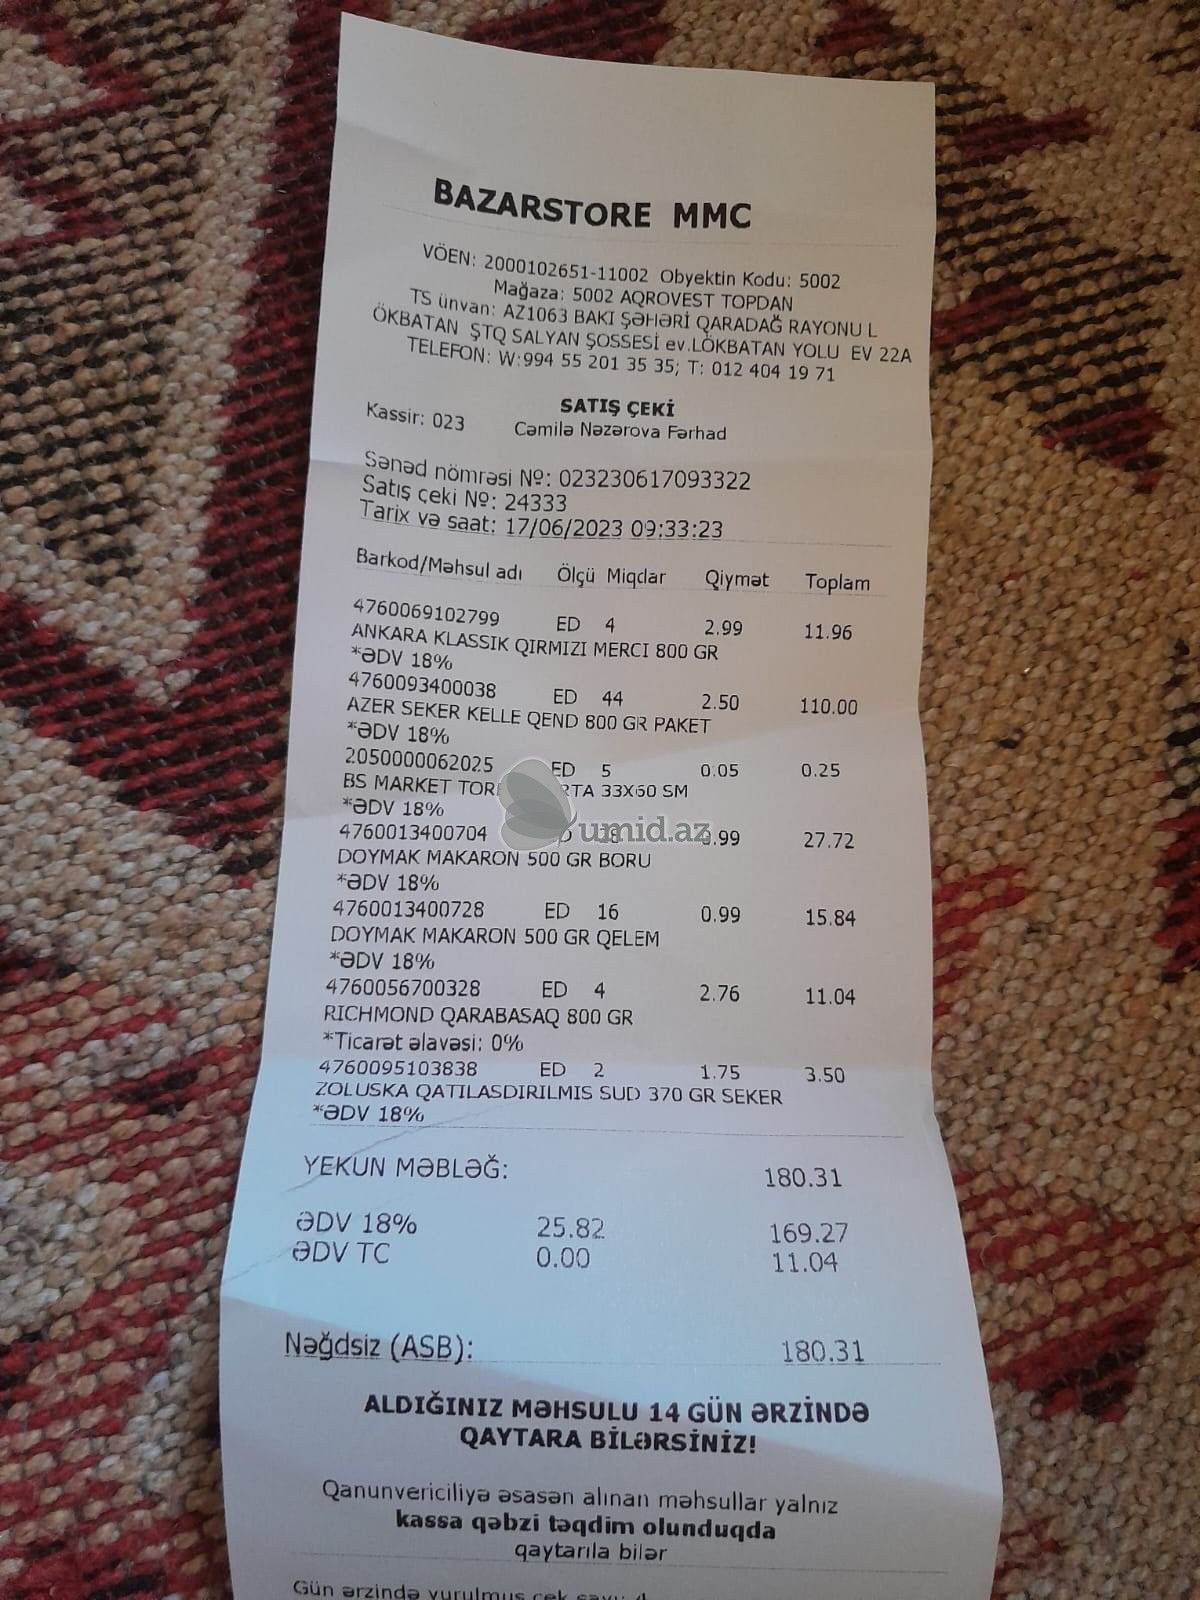 BAZARSTORE MMC
VÖEN: 2000102651-11002 Obyektin Kodu: 5002
Mağaza: 5002 AQROVEST TOPDAN
TS ünvan: AZ1063 BAKI ŞƏHƏRİ QARADAĞ RAYONU L
ÖKBATAN ŞTQ SALYAN ŞOSSESİ ev.LÖKBATAN YOLU EV 22A
TELEFON: W:994 55 201 35 35; T: 012 404 19 71
SATIŞ ÇEKİ
Kassir: 023 Cəmilə Nəzərova Fərhad
Sənəd nömrəsi №: 023230617093322
Satış çeki №: 24333
Tarix və saat: 17/06/2023 09:33:23
Barkod/Məhsul adı Ölçü Miqdar Qiymət Toplam
4760069102799 ED 4 2.99 11.96
ANKARA KLASSIK QIRMIZI MERCI 800 GR
*ƏDV 18%
4760093400038 ED 44 2.50 110.00
AZER SEKER KELLE QEND 800 GR PAKET
*ƏDV 18%
2050000062025 ED 5 0.05 0.25
BS MARKET 33X60 SM
*ƏDV 18%
umid.az
4760013400704 27.72
DOYMAK MAKARON 500 GR BORU
*ƏDV 18%
4760013400728 ED 16 0.99 15.84
DOYMAK MAKARON 500 GR QELEM
*ƏDV 18%
4760056700328 ED 4 2.76 11.04
RICHMOND QARABASAQ 800 GR
*Ticarət əlavəsi: 0%
4760095103838 ED 2 1.75 3.50
ZOLUSKA QATILASDIRILMIS SUD 370 GR SEKER
*ƏDV 18%
YEKUN MƏBLƏĞ: 180.31
ƏDV 18% 25.82 169.27
ƏDV TC 0.00 11.04
Nəğdsiz (ASB): 180.31
ALDIĞINIZ MƏHSULU 14 GÜN ƏRZİNDƏ
QAYTARA BİLƏRSİNİZ!
Qanunvericiliyə əsasən alınan məhsullar yalnız
kassa qəbzi təqdim olunduqda
qaytarıla bilər
Gün ərzində